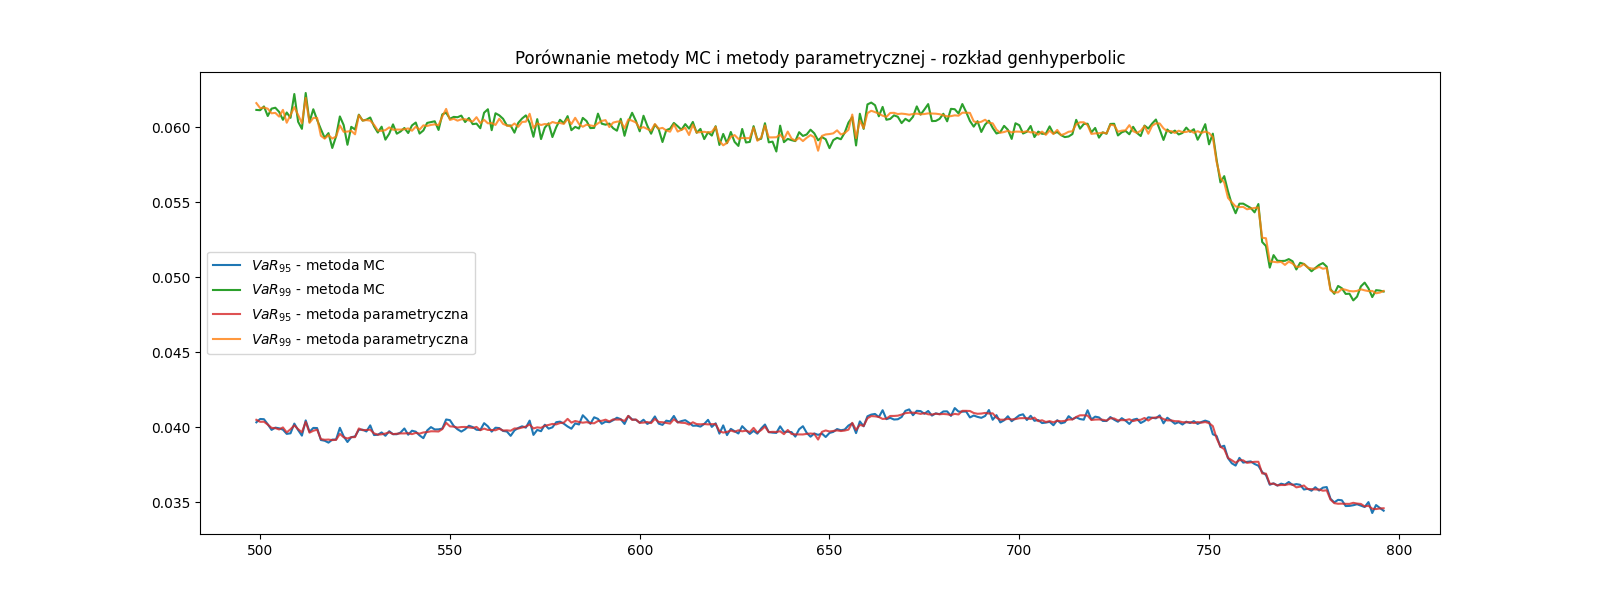 Porównanie metody MC i metody parametrycznej - rozkład genhyperbolic
0.060
0.055
0.050
0.045
0.040
0.035
VaR95 - metoda MC
VaR99 - metoda MC
VaR95 - metoda parametryczna
VaR99 - metoda parametryczna
500 550 600 650 700 750 800